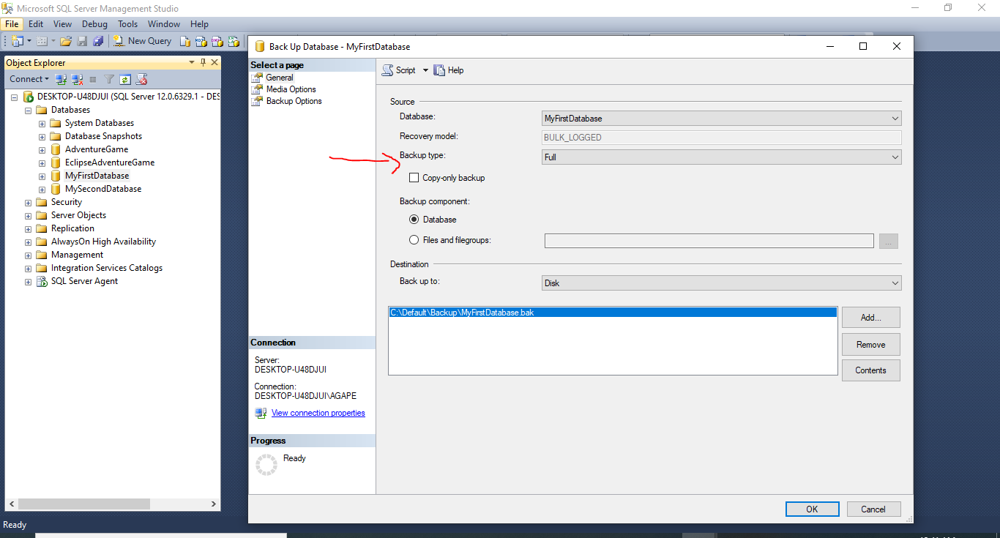 Microsoft SQL Server Management Studio
File Edit View Debug Tools Window Help
New Query
Object Explorer
Connect
DESKTOP-U48DJUI (SQL Server 12.0.6329.1 - DES
Databases
System Databases
Database Snapshots
AdventureGame
EclipseAdventureGame
MyFirstDatabase
MySecondDatabase
Security
Server Objects
Replication
AlwaysOn High Availability
Management
Integration Services Catalogs
SQL Server Agent
Back Up Database - MyFirstDatabase
Select a page
General
Media Options
Backup Options
Script Help
Source
Database: MyFirstDatabase
Recovery model: BULK_LOGGED
Backup type: Full
Copy-only backup
Backup component:
Database
Files and filegroups: ...
Destination
Back up to: Disk
C:\Default\Backup\MyFirstDatabase.bak
Add...
Remove
Contents
Connection
Server:
DESKTOP-U48DJUI
Connection:
DESKTOP-U48DJUI\AGAPE
View connection properties
Progress
Ready
OK Cancel
Ready